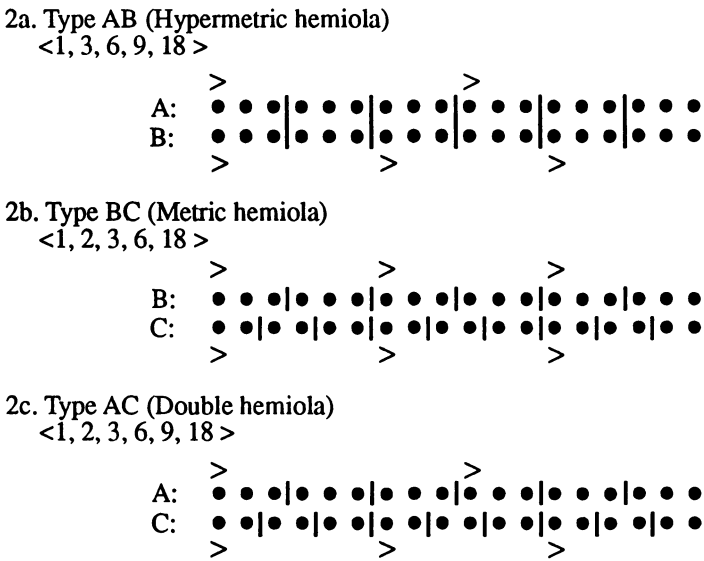 2a. Type AB (Hypermetric hemiola)
<1, 3, 6, 9, 18 >
> >
A: ● ● ●|● ● ●|● ● ●|● ● ●|● ● ●|● ● ●
B: ● ● ●|● ● ●|● ● ●|● ● ●|● ● ●|● ● ●
> > >
2b. Type BC (Metric hemiola)
<1, 2, 3, 6, 18 >
> > >
B: ● ● ●|● ● ●|● ● ●|● ● ●|● ● ●|● ● ●
C: ● ●|● ●|● ●|● ●|● ●|● ●|● ●|● ●|● ●
> > >
2c. Type AC (Double hemiola)
<1, 2, 3, 6, 9, 18 >
> >
A: ● ● ●|● ● ●|● ● ●|● ● ●|● ● ●|● ● ●
C: ● ●|● ●|● ●|● ●|● ●|● ●|● ●|● ●|● ●
> > >